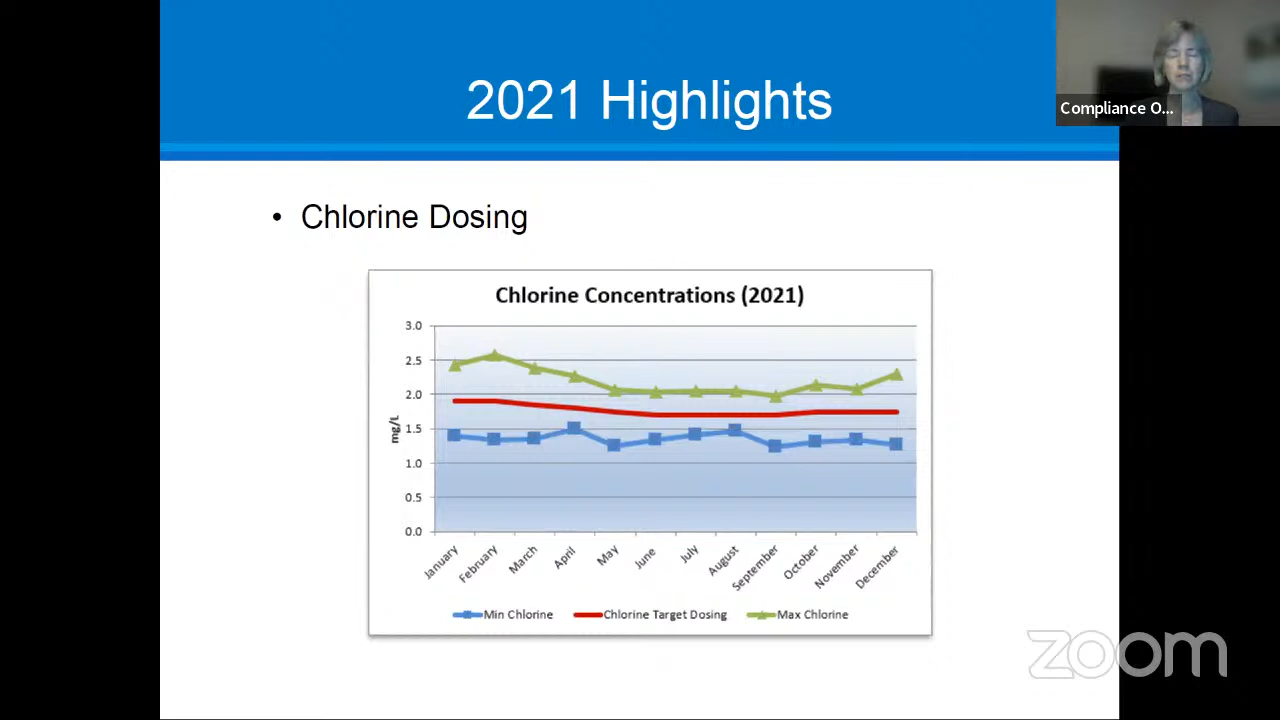 2021 Highlights
Compliance O...
• Chlorine Dosing
Chlorine Concentrations (2021)
3.0
2.5
2.0
1.5
1.0
0.5
0.0
mg/L
January
February
March
April
May
June
July
August
September
October
November
December
Min Chlorine
Chlorine Target Dosing
Max Chlorine
zoom